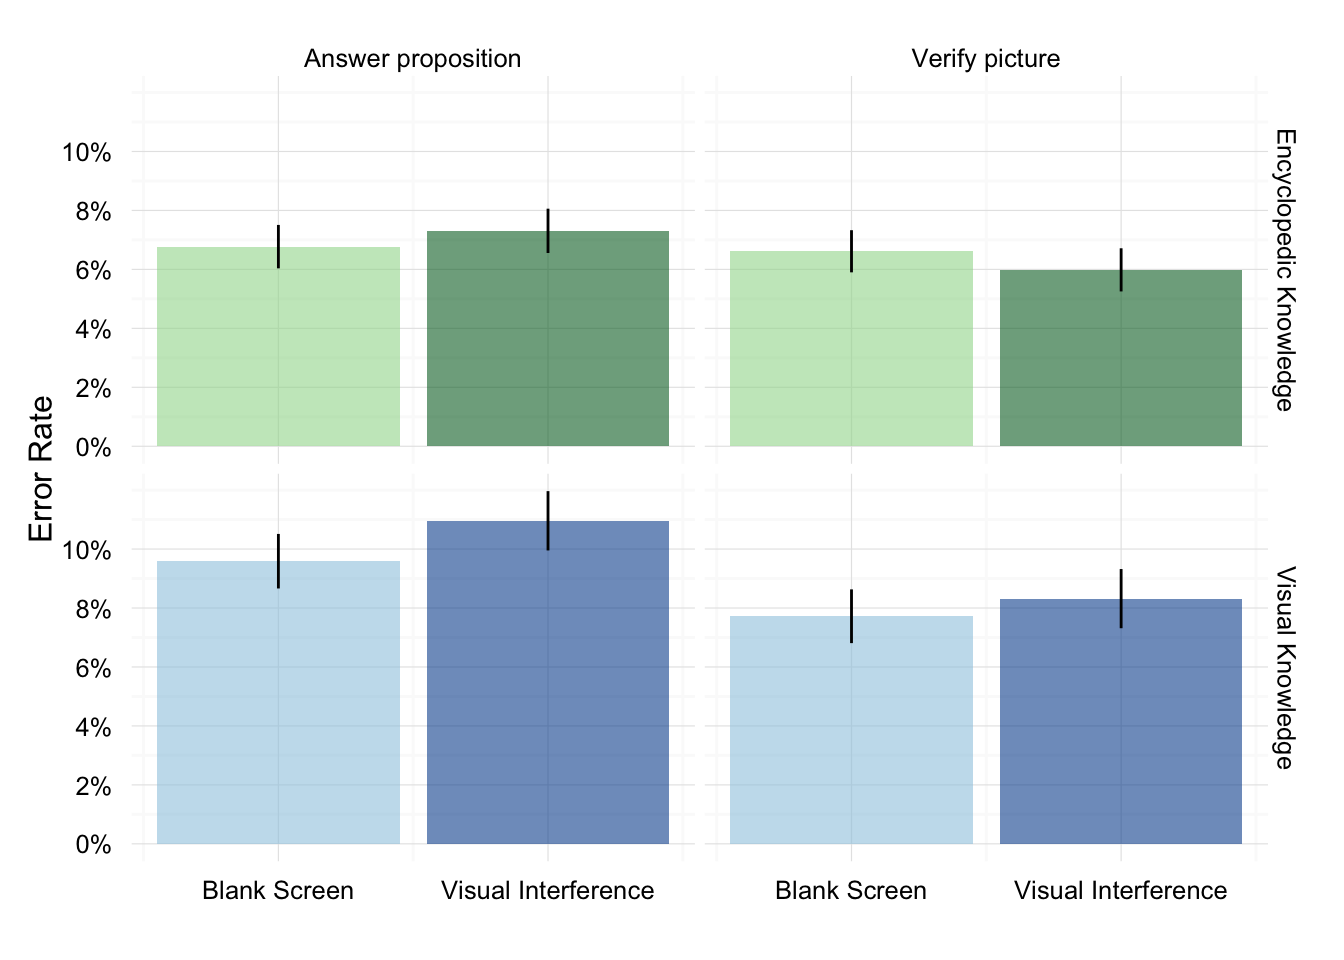 Answer proposition
Verify picture
10%
8%
6%
4%
2%
0%
Encyclopedic Knowledge
Error Rate
10%
8%
6%
4%
2%
0%
Visual Knowledge
Blank Screen
Visual Interference
Blank Screen
Visual Interference